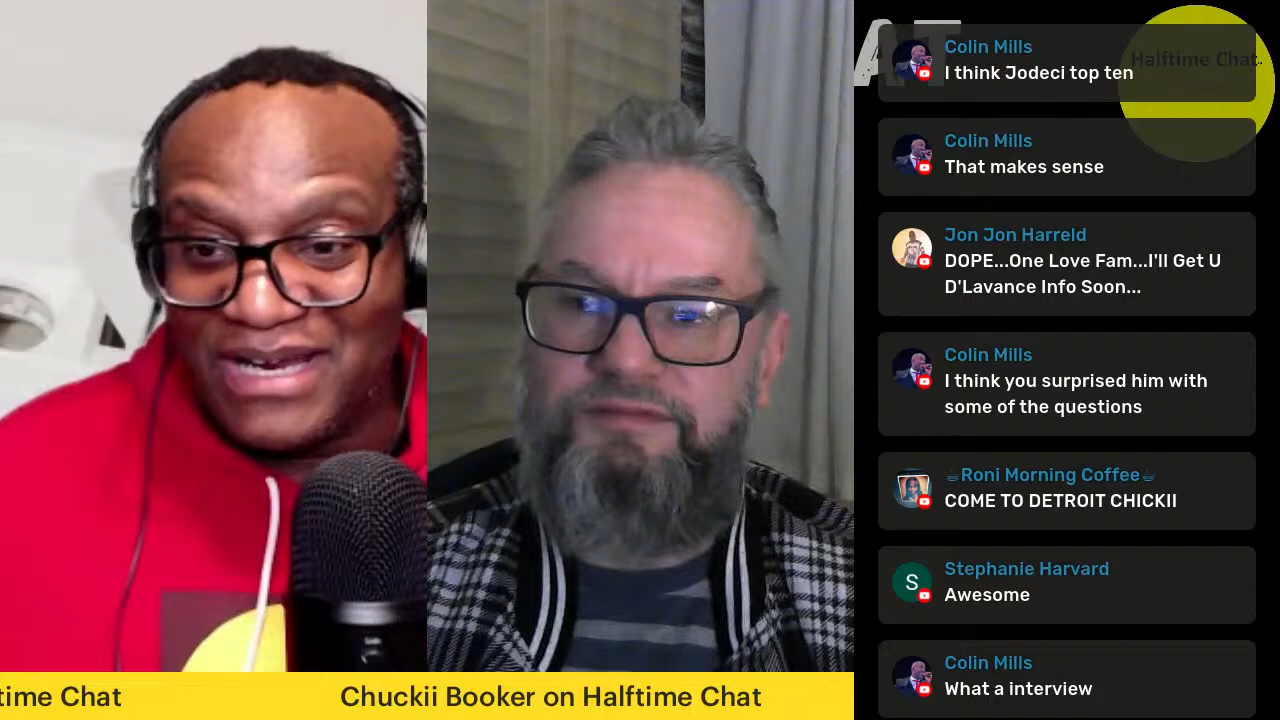 AT
Halftime Chat.
Colin Mills
I think Jodeci top ten
Colin Mills
That makes sense
Jon Jon Harreld
DOPE...One Love Fam...I'll Get U
D'Lavance Info Soon...
Colin Mills
I think you surprised him with
some of the questions
☕Roni Morning Coffee☕
COME TO DETROIT CHICKII
S
Stephanie Harvard
Awesome
Colin Mills
What a interview
time Chat
Chuckii Booker on Halftime Chat